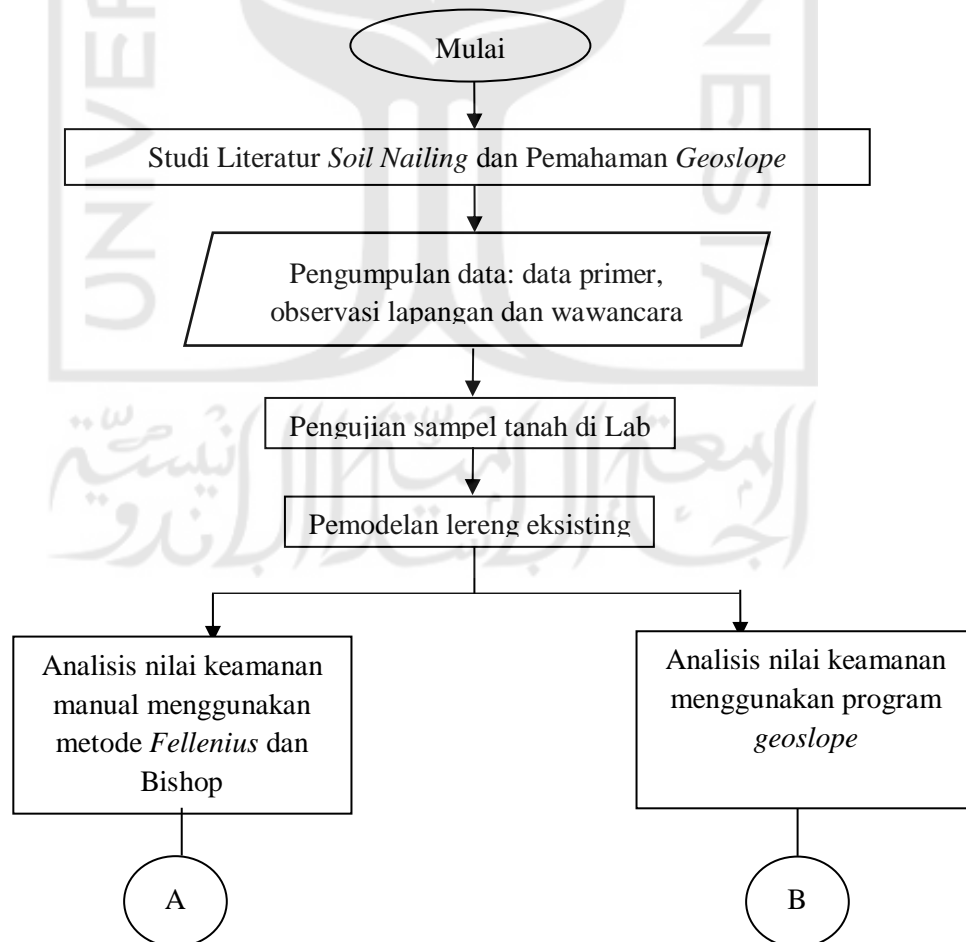 UNIVER
NESIA
Mulai
Studi Literatur Soil Nailing dan Pemahaman Geoslope
Pengumpulan data: data primer,
observasi lapangan dan wawancara
Pengujian sampel tanah di Lab
Pemodelan lereng eksisting
Analisis nilai keamanan
manual menggunakan
metode Fellenius dan
Bishop
Analisis nilai keamanan
menggunakan program
geoslope
A
B